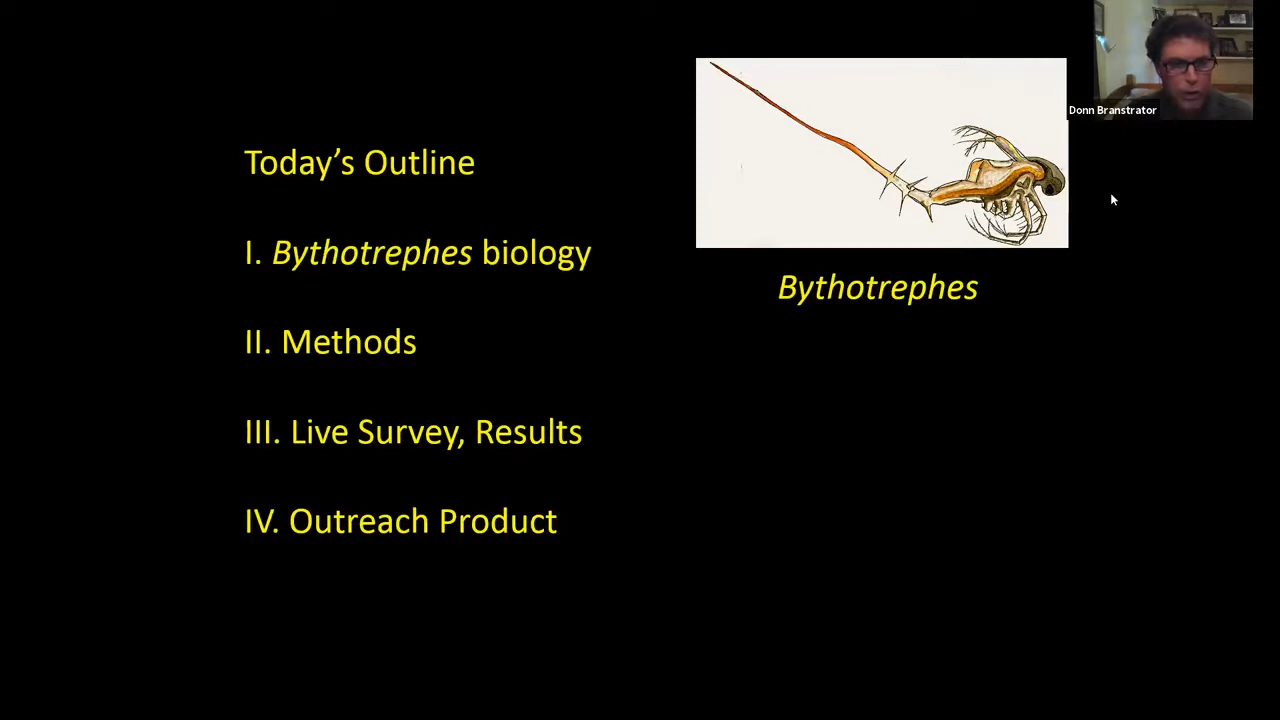 Today’s Outline
I. Bythotrephes biology
II. Methods
III. Live Survey, Results
IV. Outreach Product
Bythotrephes
Donn Branstrator